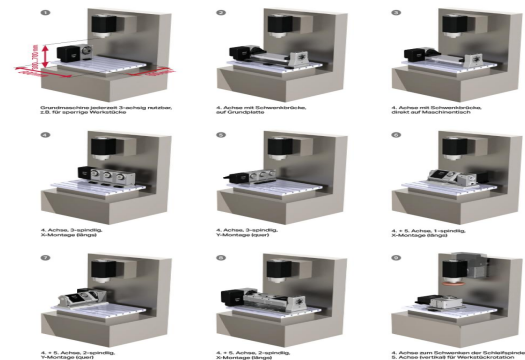 1
2
3
500...700 mm
Grundmaschine jederzeit 3-achsig nutzbar,
z.B. für sperrige Werkstücke
4. Achse mit Schwenkbrücke,
auf Grundplatte
4. Achse mit Schwenkbrücke,
direkt auf Maschinentisch
4
5
6
4. Achse, 3-spindlig,
X-Montage (längs)
4. Achse, 3-spindlig,
Y-Montage (quer)
4. + 5. Achse, 1-spindlig,
X-Montage (längs)
7
8
9
4. + 5. Achse, 2-spindlig,
Y-Montage (quer)
4. + 5. Achse, 2-spindlig,
X-Montage (längs)
4. Achse zum Schwenken der Schleifspindel
5. Achse (vertikal) für Werkstückrotation